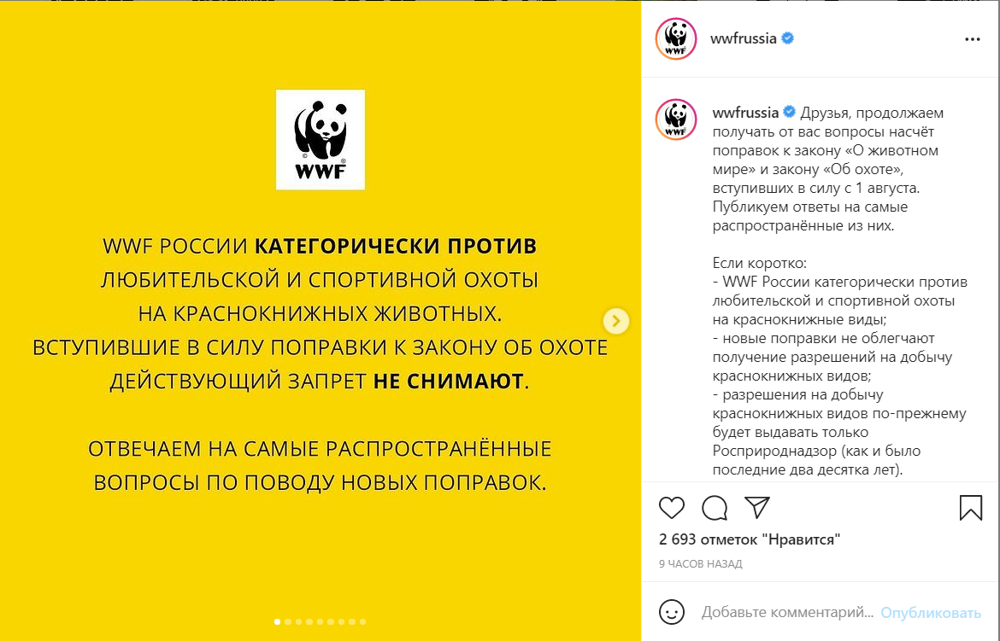 WWF
WWF РОССИИ КАТЕГОРИЧЕСКИ ПРОТИВ
ЛЮБИТЕЛЬСКОЙ И СПОРТИВНОЙ ОХОТЫ
НА КРАСНОКНИЖНЫХ ЖИВОТНЫХ.
ВСТУПИВШИЕ В СИЛУ ПОПРАВКИ К ЗАКОНУ ОБ ОХОТЕ
ДЕЙСТВУЮЩИЙ ЗАПРЕТ НЕ СНИМАЮТ.
ОТВЕЧАЕМ НА САМЫЕ РАСПРОСТРАНЁННЫЕ
ВОПРОСЫ ПО ПОВОДУ НОВЫХ ПОПРАВОК.
WWF
wwfrussia
WWF
wwfrussia Друзья, продолжаем
получать от вас вопросы насчёт
поправок к закону «О животном
мире» и закону «Об охоте»,
вступивших в силу с 1 августа.
Публикуем ответы на самые
распространённые из них.
Если коротко:
- WWF России категорически против
любительской и спортивной охоты
на краснокнижные виды;
- новые поправки не облегчают
получение разрешений на добычу
краснокнижных видов;
- разрешения на добычу
краснокнижных видов по-прежнему
будет выдавать только
Росприроднадзор (как и было
последние два десятка лет).
2 693 отметок "Нравится"
9 ЧАСОВ НАЗАД
Добавьте комментарий... Опубликовать